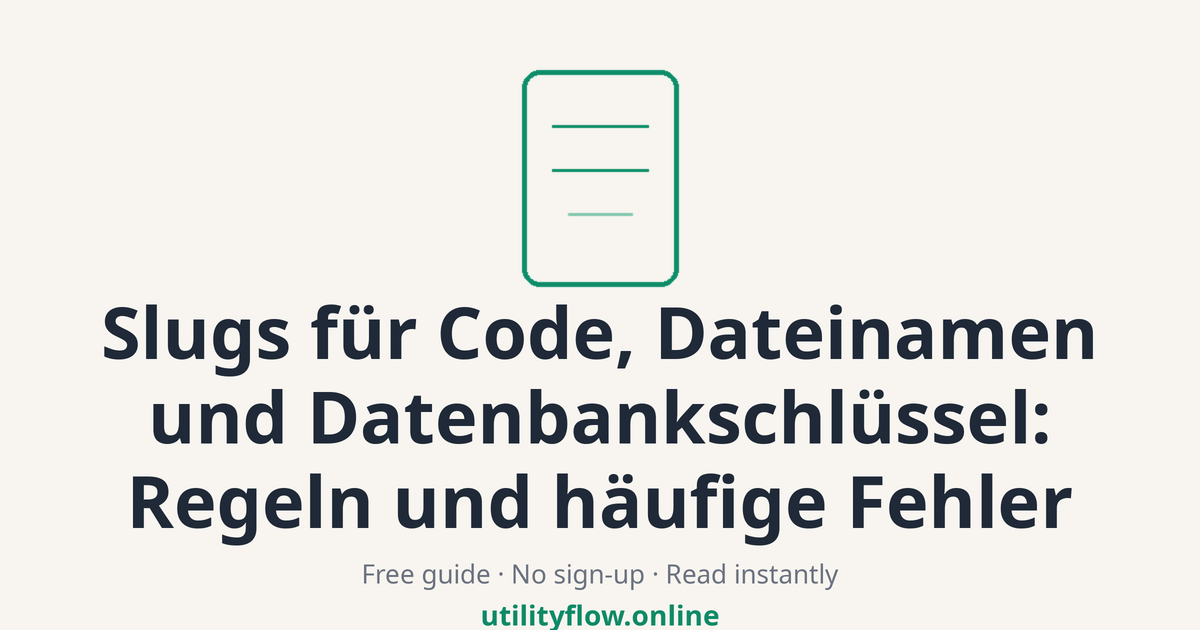 Slugs für Code, Dateinamen
und Datenbankschlüssel:
Regeln und häufige Fehler
Free guide · No sign-up · Read instantly
utilityflow.online